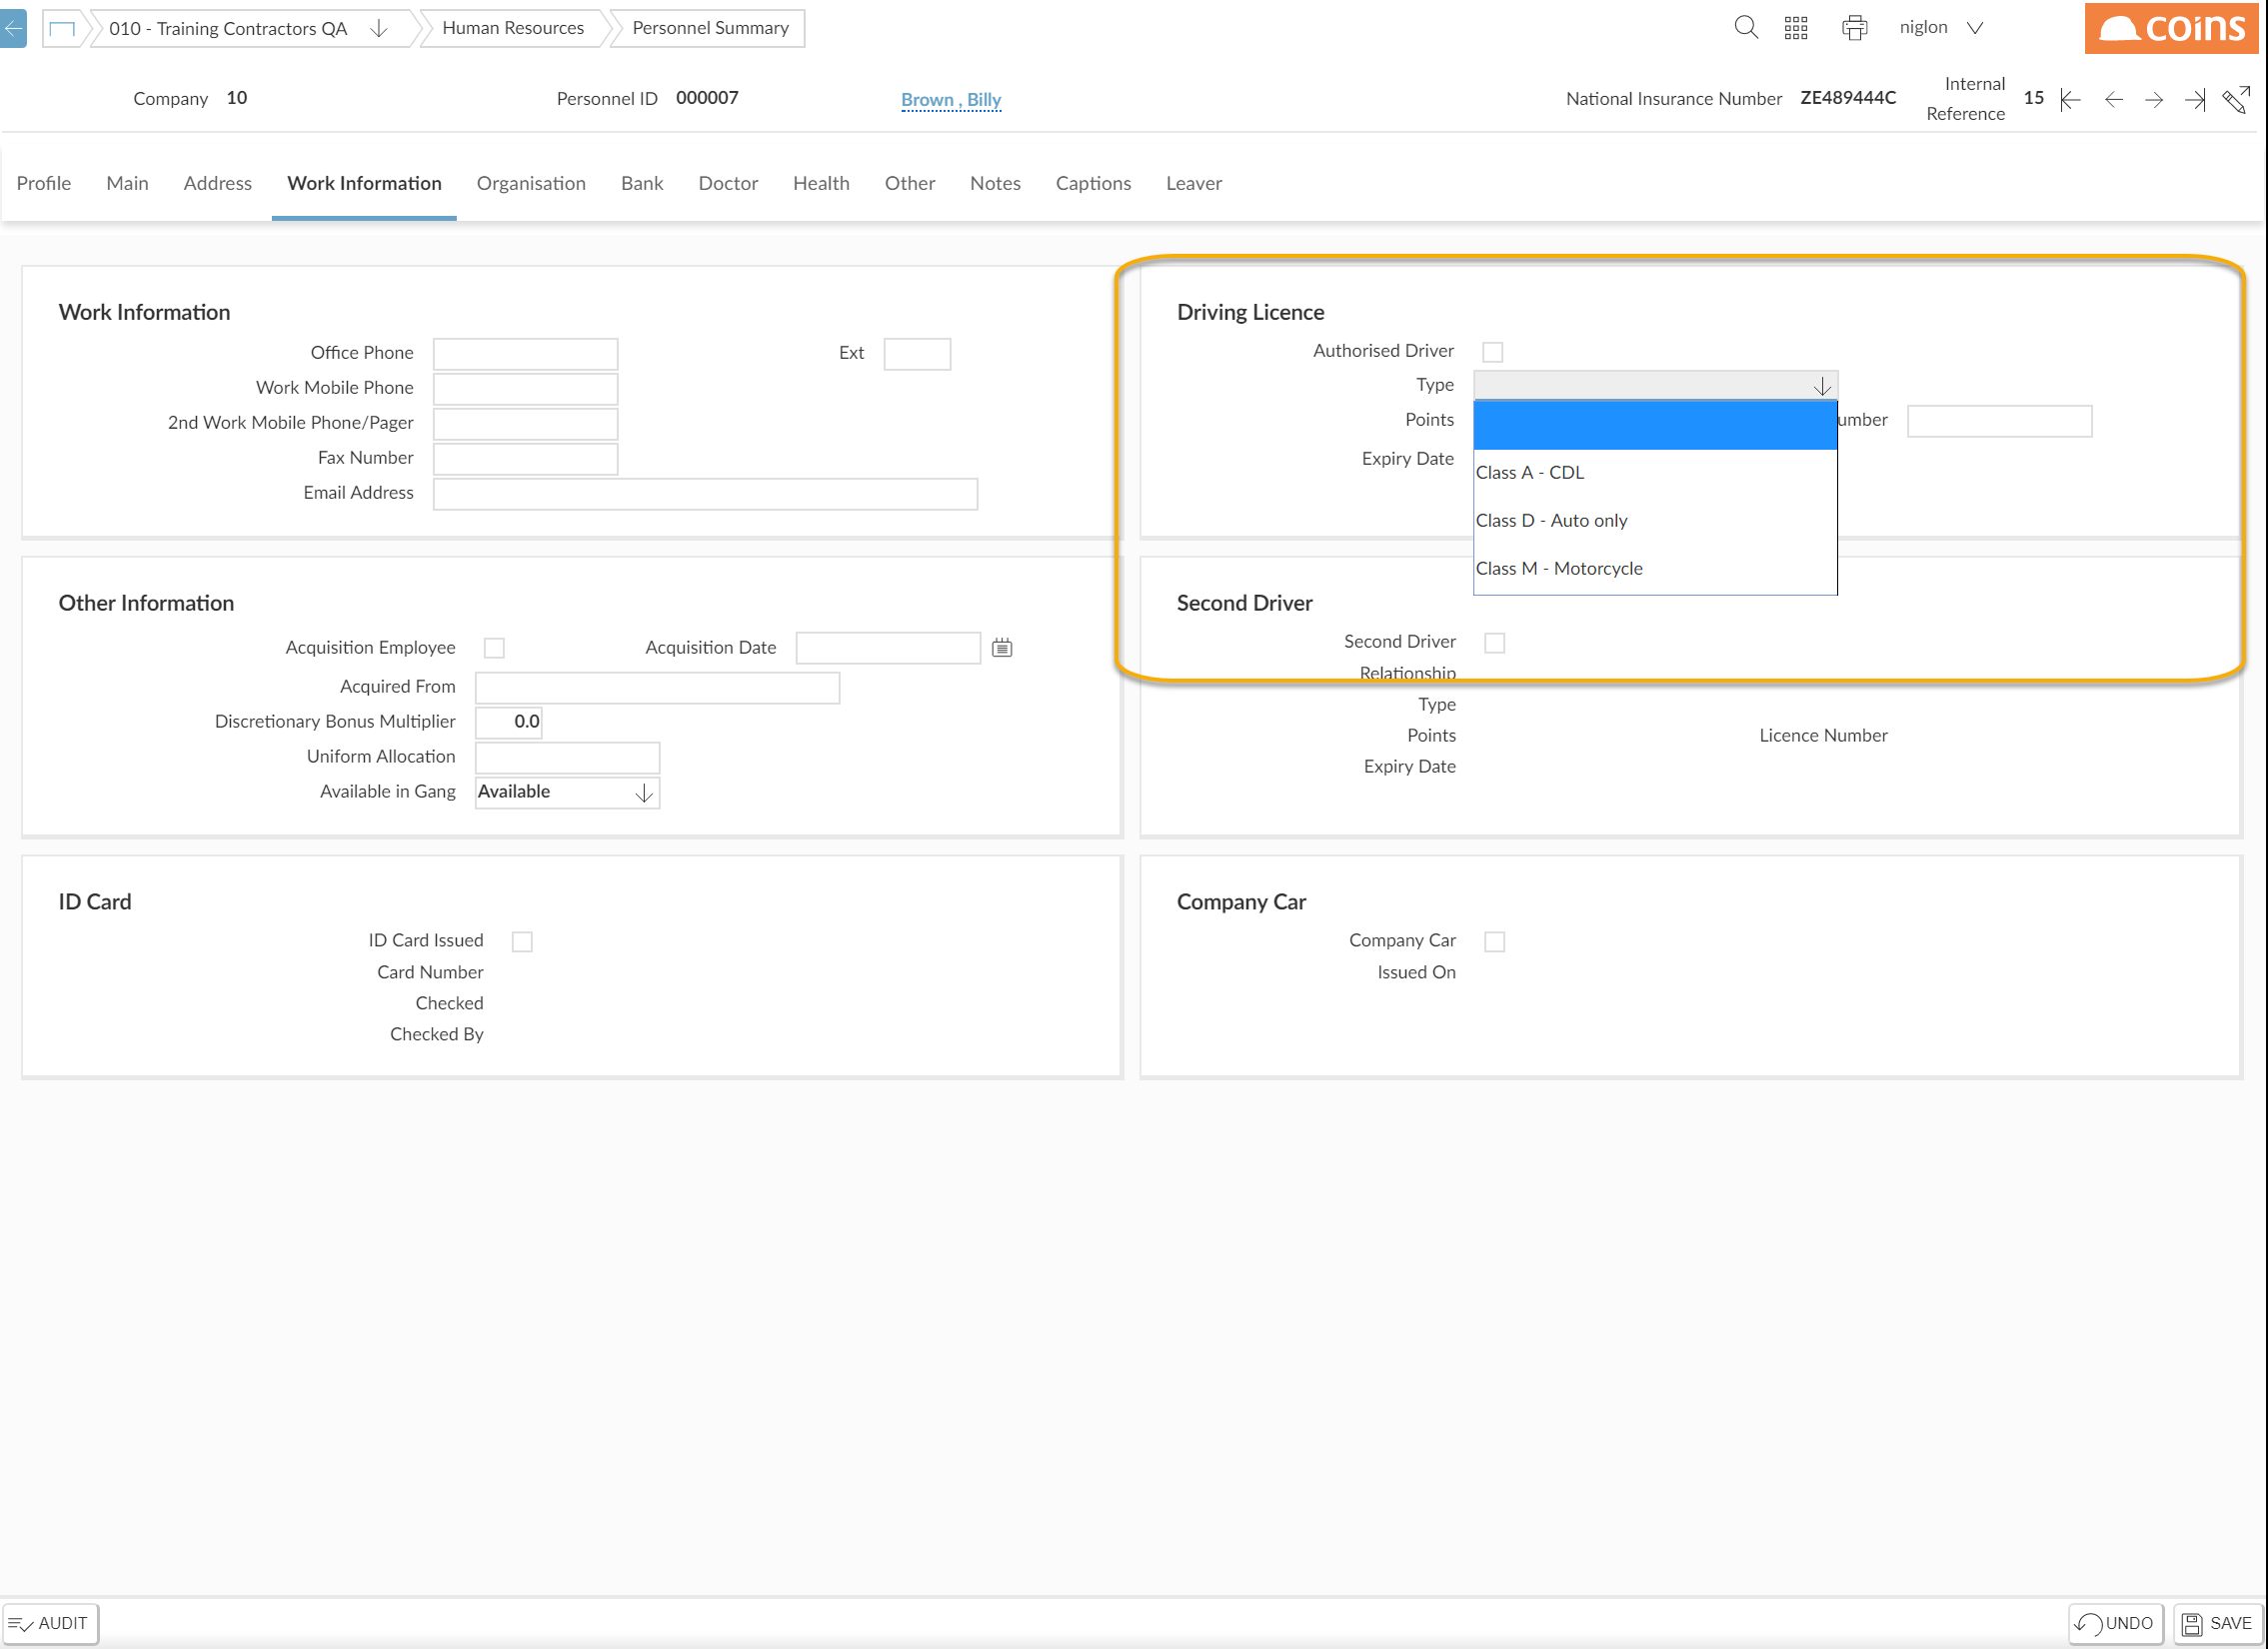 010 - Training Contractors QA
Human Resources
Personnel Summary
niglon
coins
Company 10
Personnel ID 000007
Brown , Billy
National Insurance Number ZE489444C
Internal Reference 15
Profile Main Address Work Information Organisation Bank Doctor Health Other Notes Captions Leaver
Work Information
Office Phone Ext
Work Mobile Phone
2nd Work Mobile Phone/Pager
Fax Number
Email Address
Driving Licence
Authorised Driver
Type
Points umber
Expiry Date
Class A - CDL
Class D - Auto only
Class M - Motorcycle
Other Information
Acquisition Employee Acquisition Date
Acquired From
Discretionary Bonus Multiplier 0.0
Uniform Allocation
Available in Gang Available
Second Driver
Second Driver
Relationship
Type
Points Licence Number
Expiry Date
ID Card
ID Card Issued
Card Number
Checked
Checked By
Company Car
Company Car
Issued On
AUDIT
UNDO
SAVE